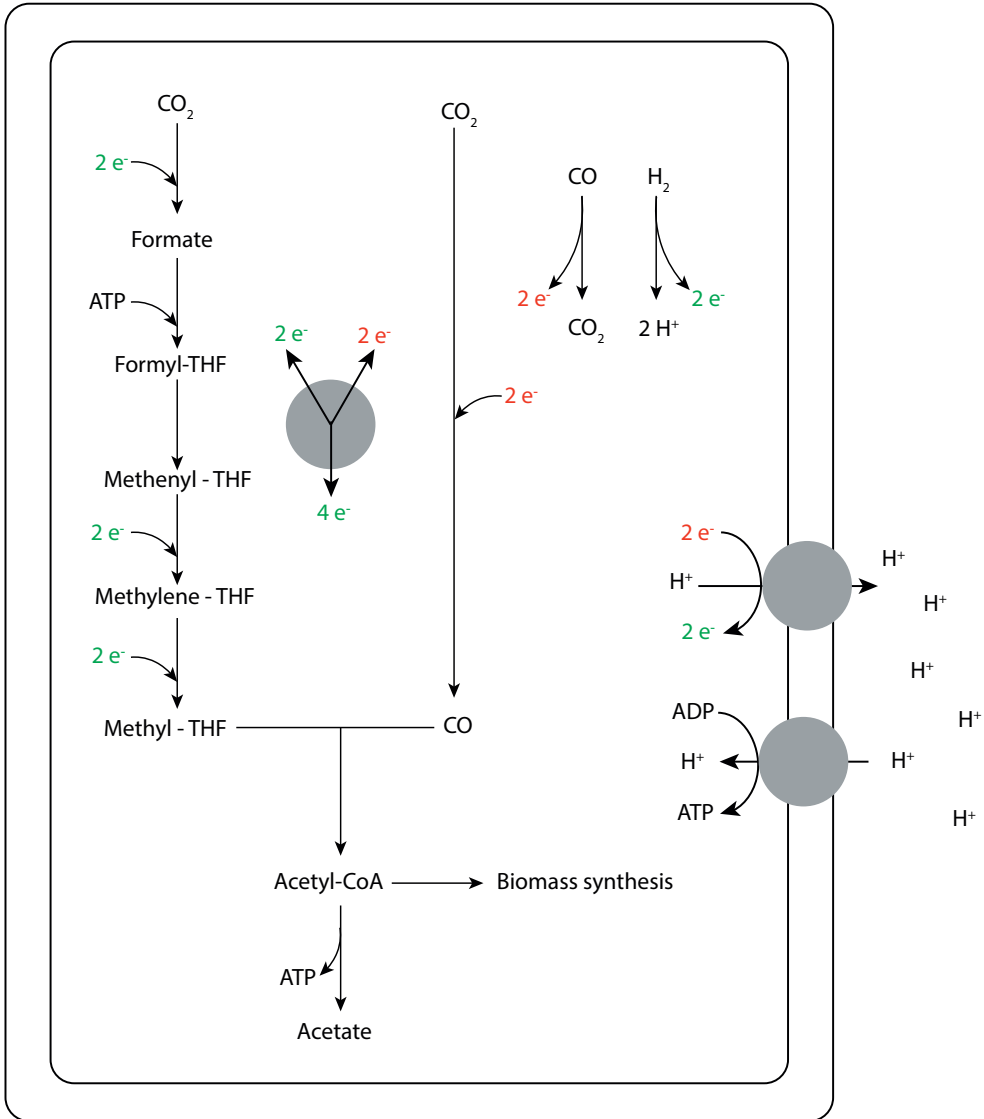 CO₂
2 e⁻
Formate
ATP
Formyl-THF
Methenyl - THF
2 e⁻
Methylene - THF
2 e⁻
Methyl - THF
2 e⁻
2 e⁻
4 e⁻
CO₂
2 e⁻
CO
CO
H₂
2 e⁻
2 e⁻
CO₂
2 H⁺
2 e⁻
H⁺
2 e⁻
H⁺
H⁺
H⁺
H⁺
ADP
H⁺
H⁺
ATP
H⁺
Acetyl-CoA
Biomass synthesis
ATP
Acetate